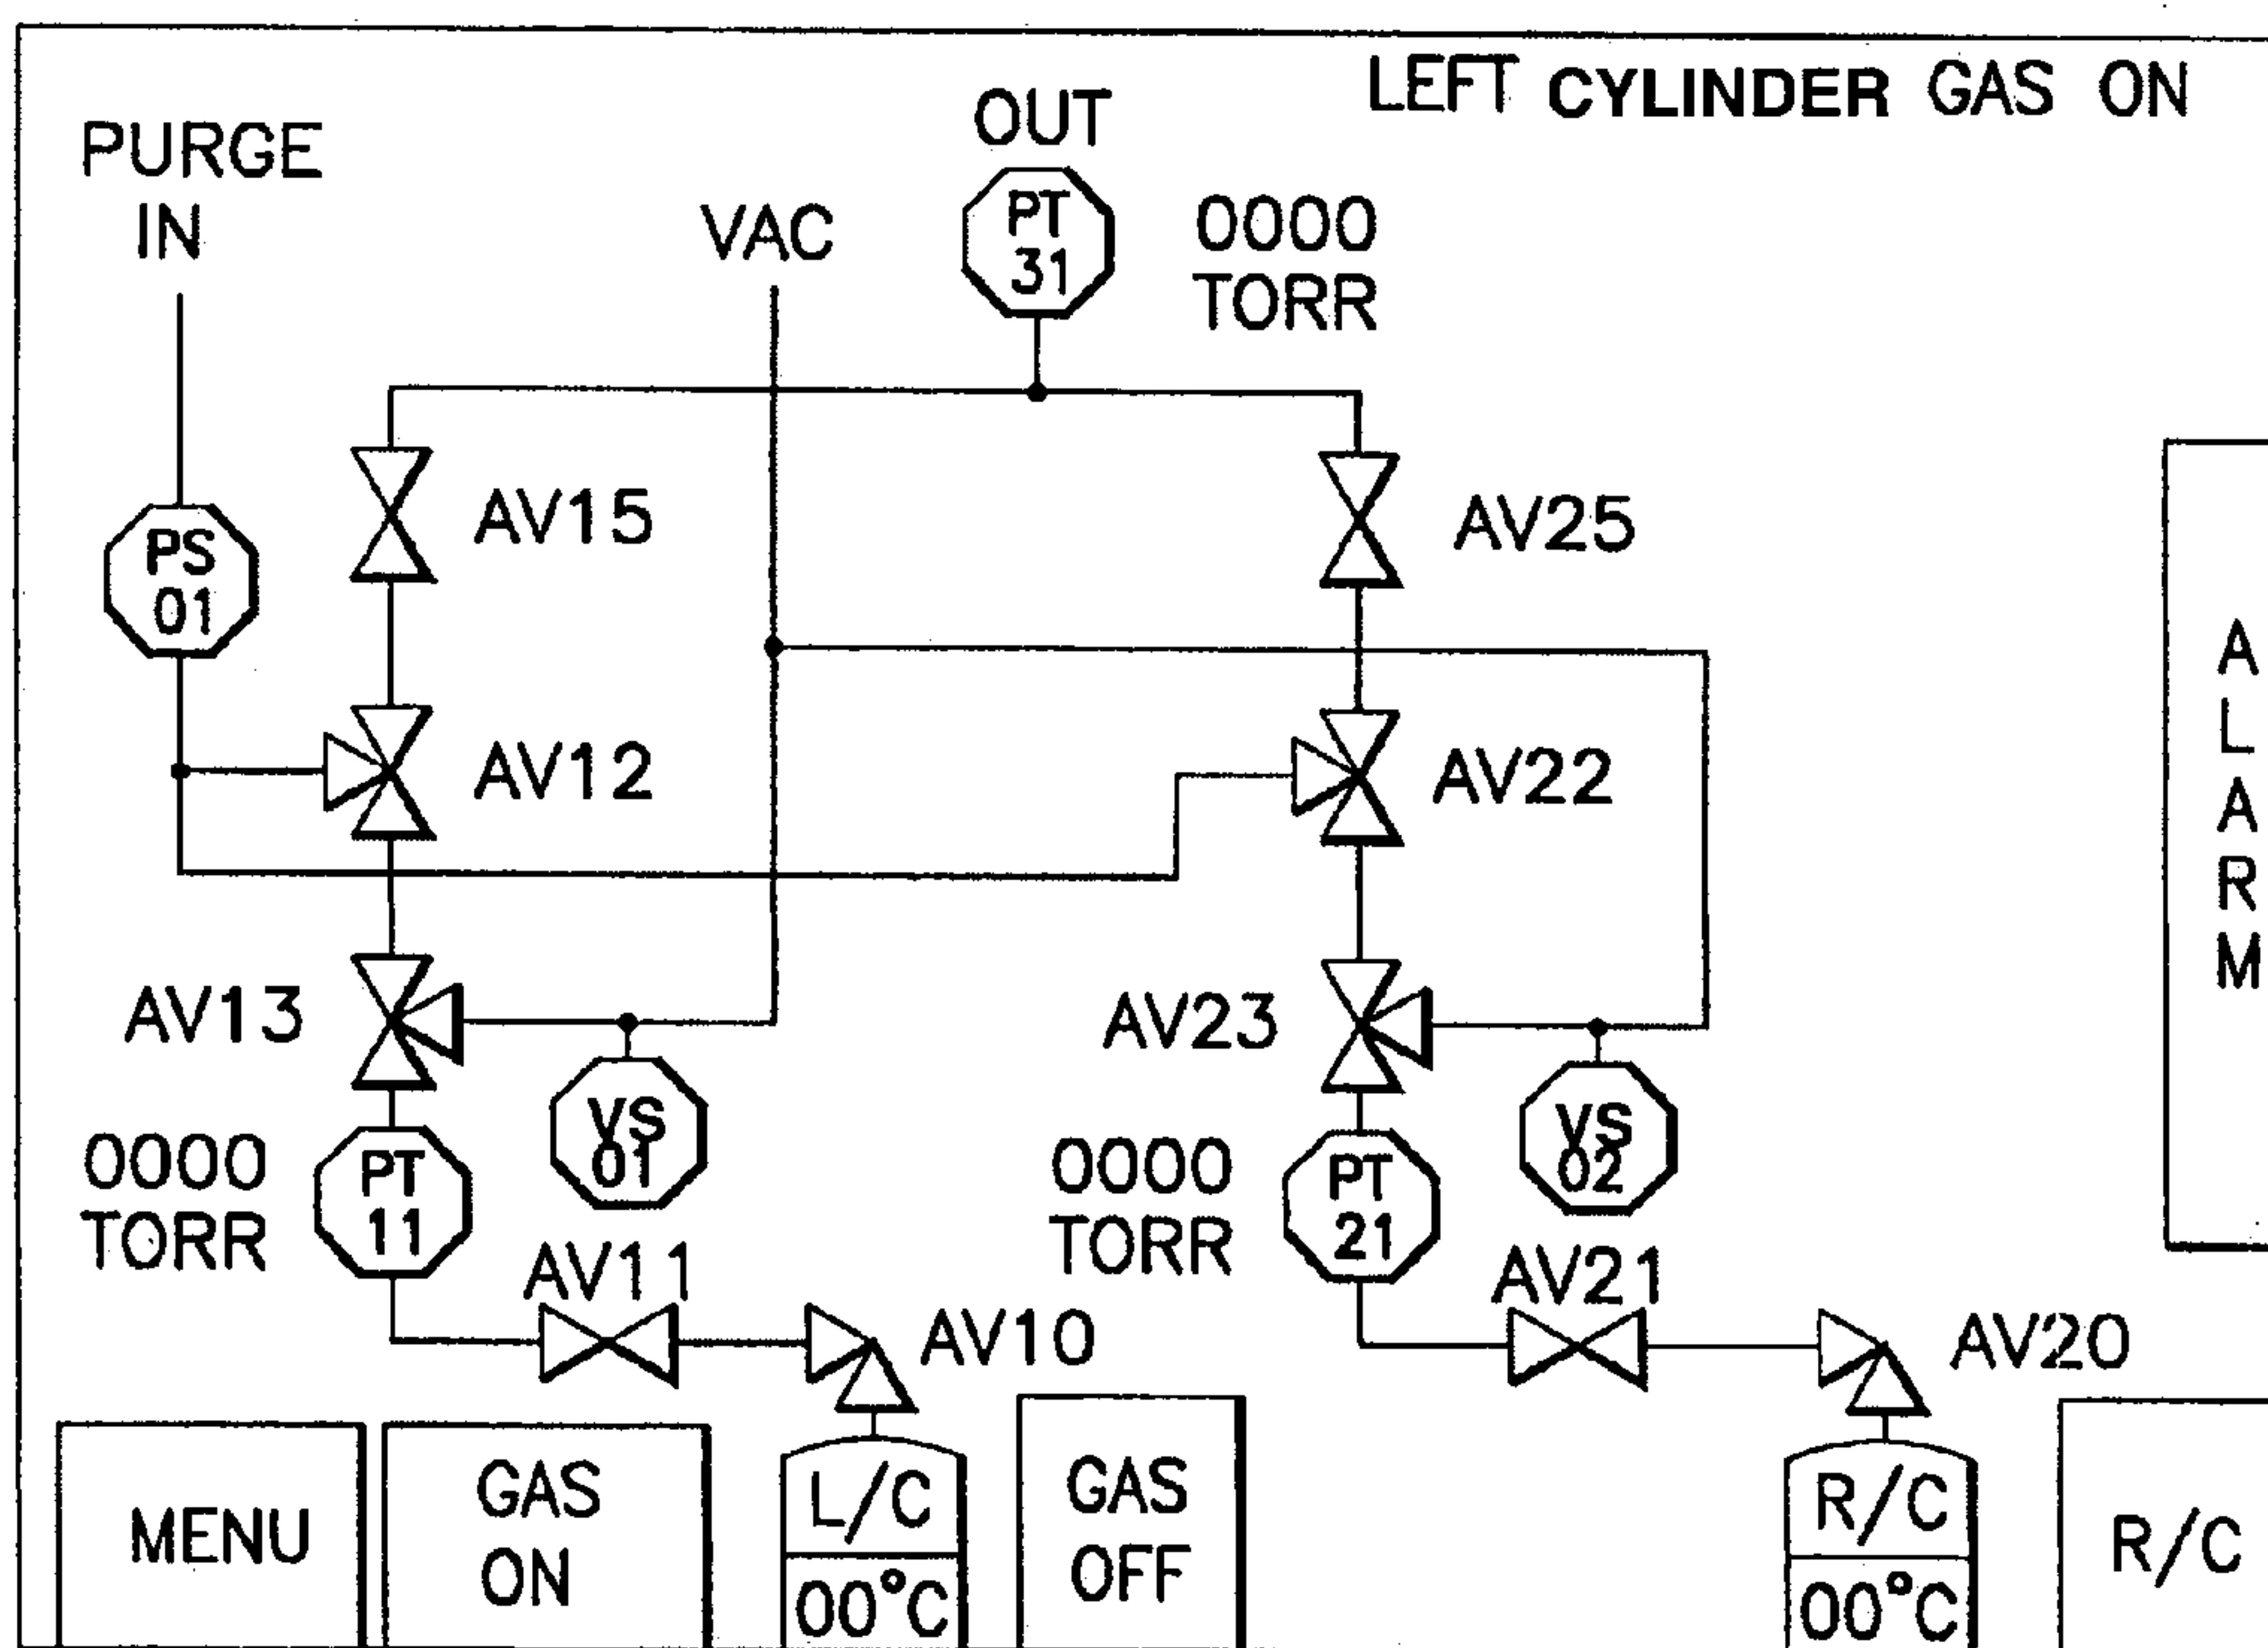 LEFT CYLINDER GAS ON
OUT
PURGE
IN
VAC
PT
31
0000
TORR
AV15
AV25
PS
01
AV12
AV22
AV13
AV23
VS
01
VS
02
0000
TORR
PT
11
0000
TORR
PT
21
AV11
AV10
AV21
AV20
A
L
A
R
M
MENU
GAS
ON
L/C
00°C
GAS
OFF
R/C
00°C
R/C